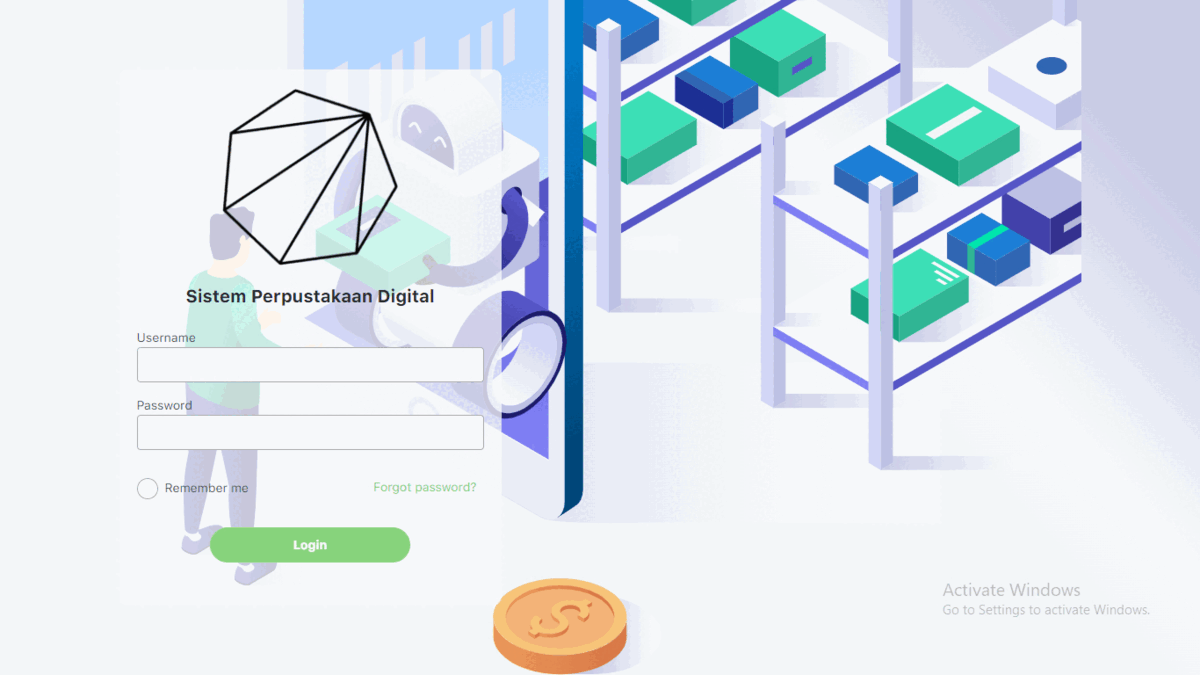 Sistem Perpustakaan Digital
Username
Password
Remember me
Forgot password?
Login
Activate Windows
Go to Settings to activate Windows.